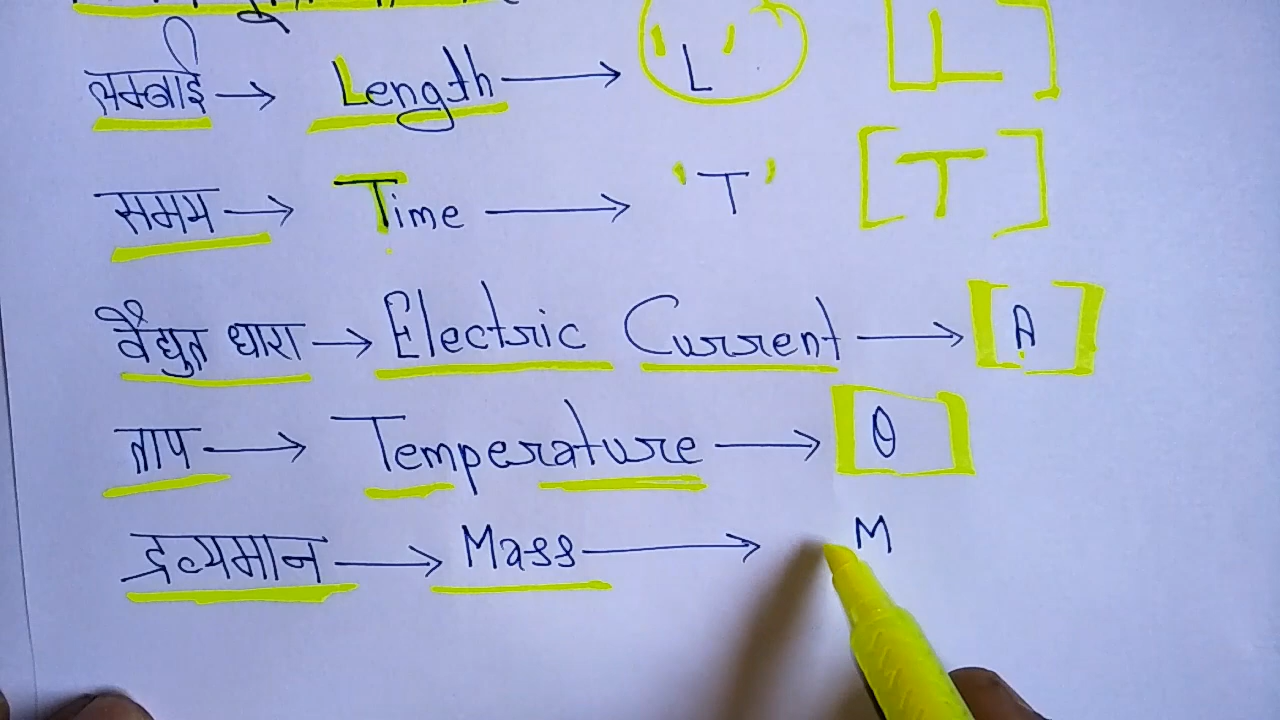 लम्बाई → Length → 'L' [L]
समय → Time → 'T' [T]
वैद्युत धारा → Electric Current → [A]
ताप → Temperature → [θ]
द्रव्यमान → Mass → M